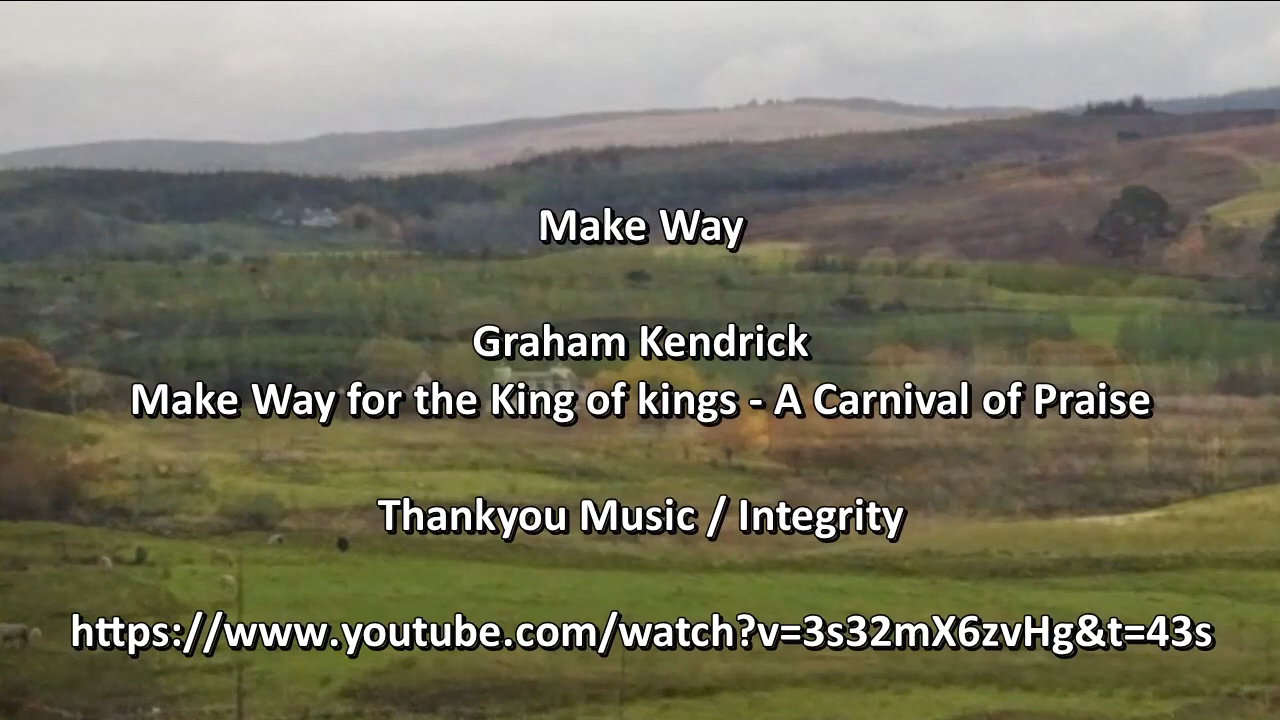 Make Way
Graham Kendrick
Make Way for the King of kings - A Carnival of Praise
Thankyou Music / Integrity
https://www.youtube.com/watch?v=3s32mX6zvHg&t=43s